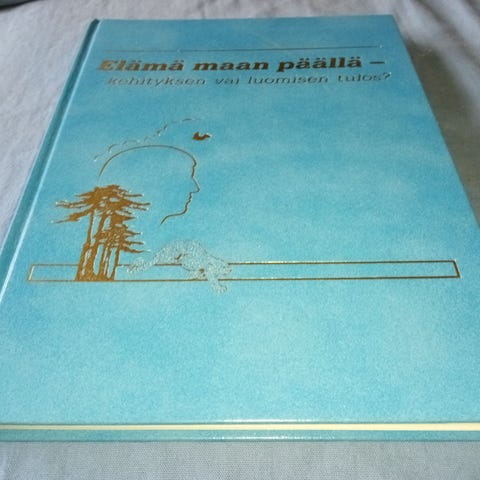 Elämä maan päällä –
kehityksen vai luomisen tulos?